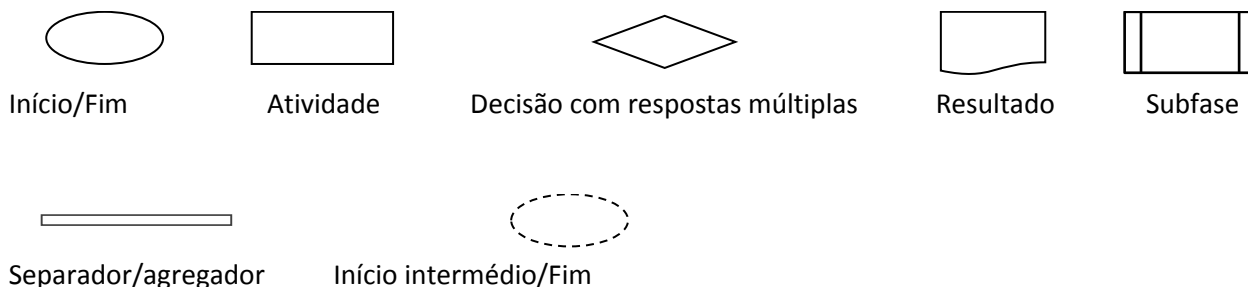 Início/Fim Atividade Decisão com respostas múltiplas Resultado Subfase
Separador/agregador Início intermédio/Fim